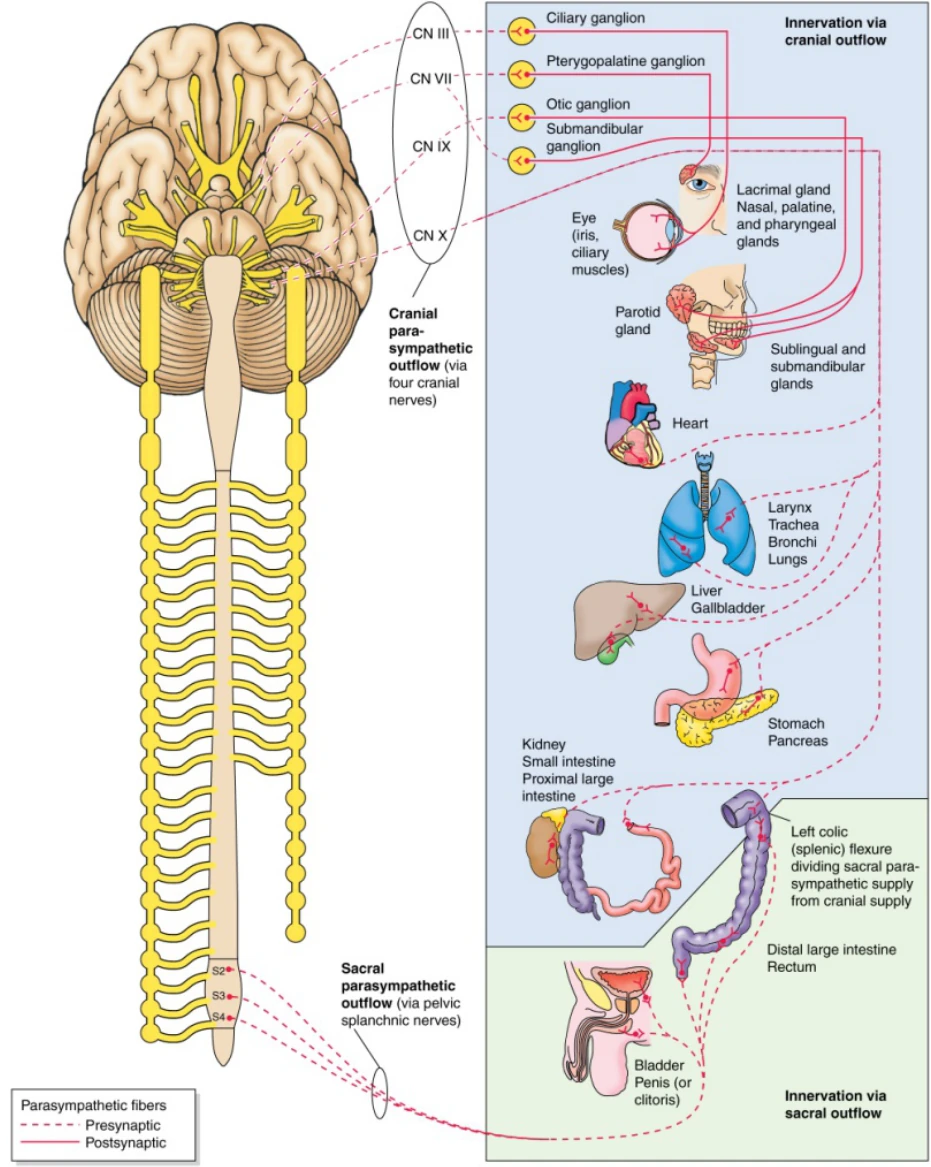 CN III
CN VII
CN IX
CN X
Cranial
para-
sympathetic
outflow (via
four cranial
nerves)
Ciliary ganglion
Pterygopalatine ganglion
Otic ganglion
Submandibular
ganglion
Innervation via
cranial outflow
Eye
(iris,
ciliary
muscles)
Lacrimal gland
Nasal, palatine,
and pharyngeal
glands
Parotid
gland
Sublingual and
submandibular
glands
Heart
Larynx
Trachea
Bronchi
Lungs
Liver
Gallbladder
Stomach
Pancreas
Kidney
Small intestine
Proximal large
intestine
Left colic
(splenic) flexure
dividing sacral para-
sympathetic supply
from cranial supply
Distal large intestine
Rectum
S2
S3
S4
Sacral
parasympathetic
outflow (via pelvic
splanchnic nerves)
Bladder
Penis (or
clitoris)
Innervation via
sacral outflow
Parasympathetic fibers
Presynaptic
Postsynaptic